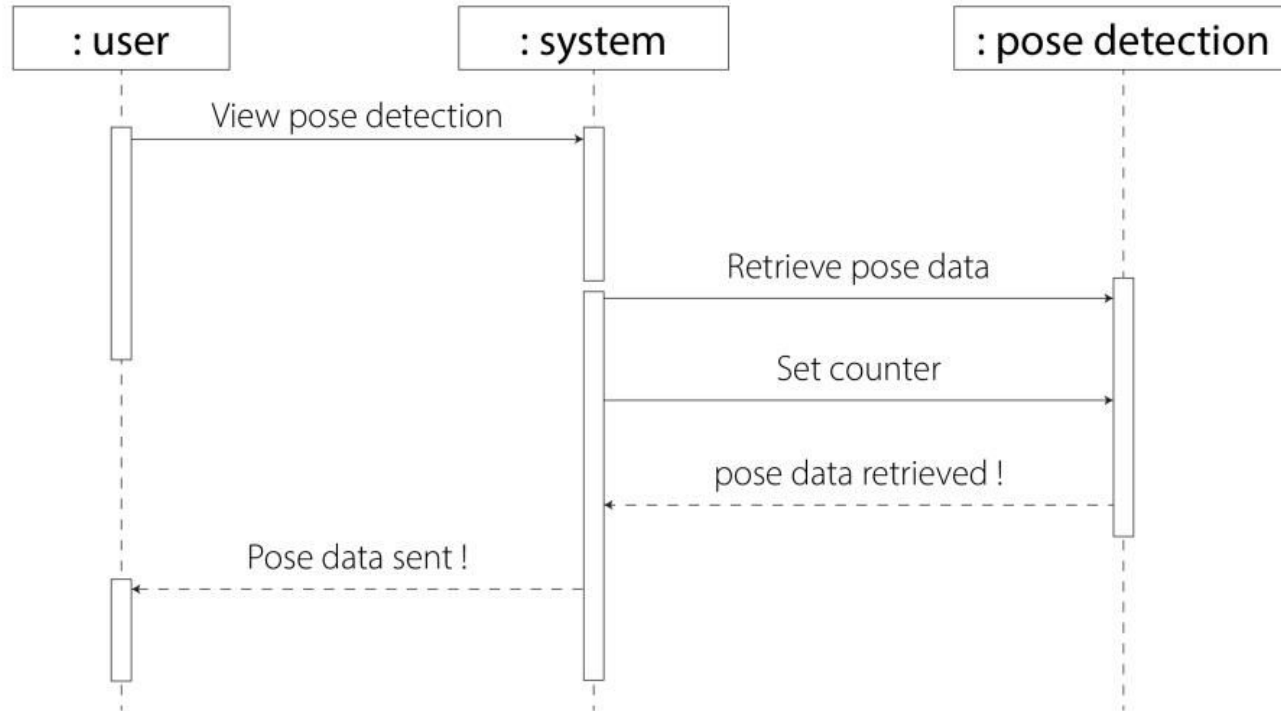 : user
: system
: pose detection
View pose detection
Retrieve pose data
Set counter
pose data retrieved !
Pose data sent !